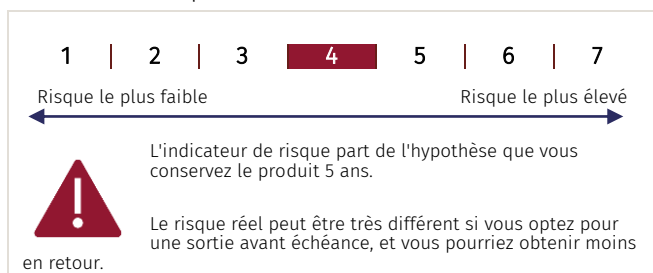 1 | 2 | 3 | 4 | 5 | 6 | 7
Risque le plus faible Risque le plus élevé
L'indicateur de risque part de l'hypothèse que vous
conservez le produit 5 ans.
Le risque réel peut être très différent si vous optez pour
une sortie avant échéance, et vous pourriez obtenir moins
en retour.